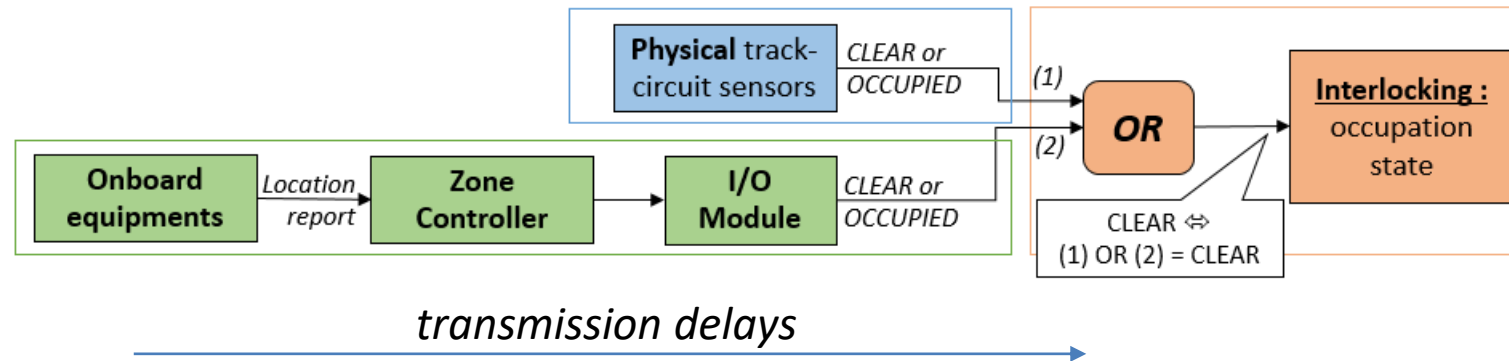 Physical track-
circuit sensors
CLEAR or
OCCUPIED
(1)
(2)
OR
Interlocking :
occupation
state
Onboard
equipments
Location
report
Zone
Controller
I/O
Module
CLEAR or
OCCUPIED
CLEAR ⇔
(1) OR (2) = CLEAR
transmission delays